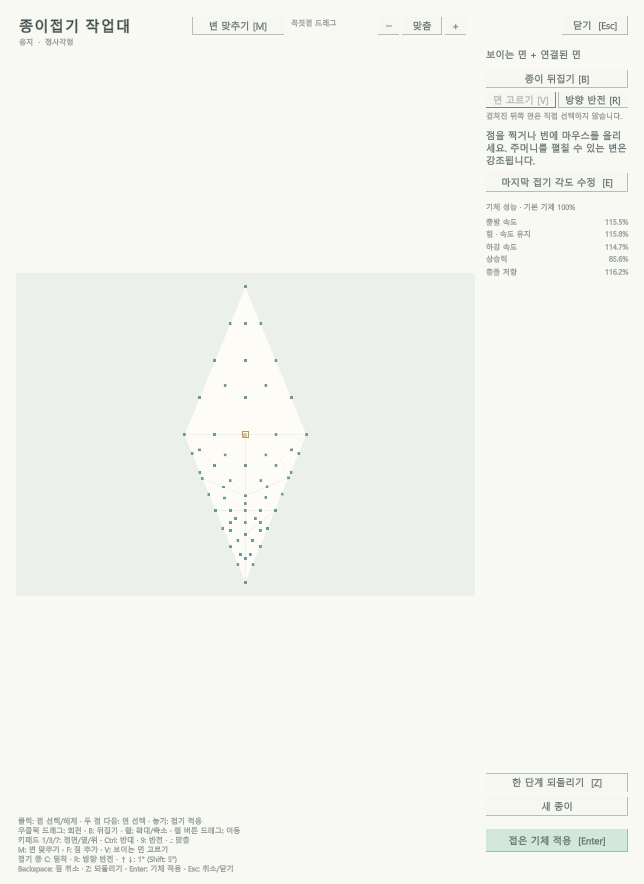 종이접기 작업대
용지 · 정사각형
변 맞추기 [M]
꼭짓점 드래그
−
맞춤
+
닫기 [Esc]
보이는 면 + 연결된 면
종이 뒤집기 [B]
면 고르기 [V]
방향 반전 [R]
겹쳐진 뒤쪽 면은 직접 선택하지 않습니다.
점을 찍거나 변에 마우스를 올리
세요. 주머니를 펼칠 수 있는 변은
강조됩니다.
마지막 접기 각도 수정 [E]
기체 성능 · 기본 기체 100%
출발 속도 115.5%
힘 · 속도 유지 115.8%
하강 속도 114.7%
상승력 85.6%
충돌 저항 116.2%
한 단계 되돌리기 [Z]
새 종이
접은 기체 적용 [Enter]
클릭: 점 선택/해제 · 두 점 다음: 면 선택 · 놓기: 접기 적용
우클릭 드래그: 회전 · B: 뒤집기 · 휠: 확대/축소 · 휠 버튼 드래그: 이동
키패드 1/3/7: 정면/옆/위 · Ctrl: 반대 · 9: 반전 · .: 맞춤
M: 변 맞추기 · F: 점 추가 · V: 보이는 면 고르기
접기 중 C: 밀착 · R: 방향 반전 · ↑ ↓: 1° (Shift: 5°)
Backspace: 점 취소 · Z: 되돌리기 · Enter: 기체 적용 · Esc: 취소/닫기